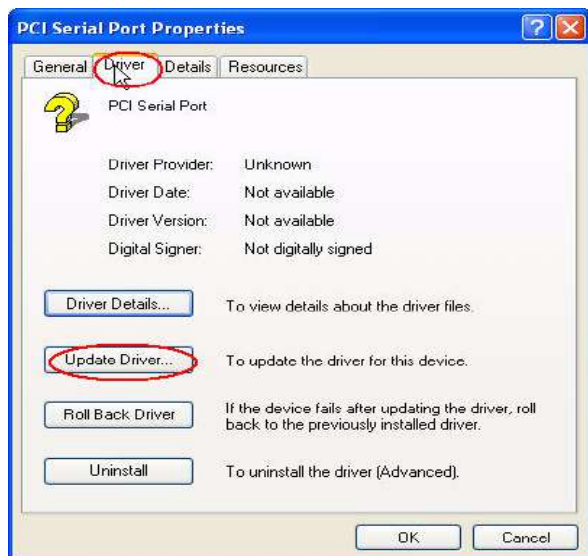 PCI Serial Port Properties
General Driver Details Resources
PCI Serial Port
Driver Provider: Unknown
Driver Date: Not available
Driver Version: Not available
Digital Signer: Not digitally signed
Driver Details... To view details about the driver files.
Update Driver... To update the driver for this device.
Roll Back Driver If the device fails after updating the driver, roll
back to the previously installed driver.
Uninstall To uninstall the driver (Advanced).
OK Cancel